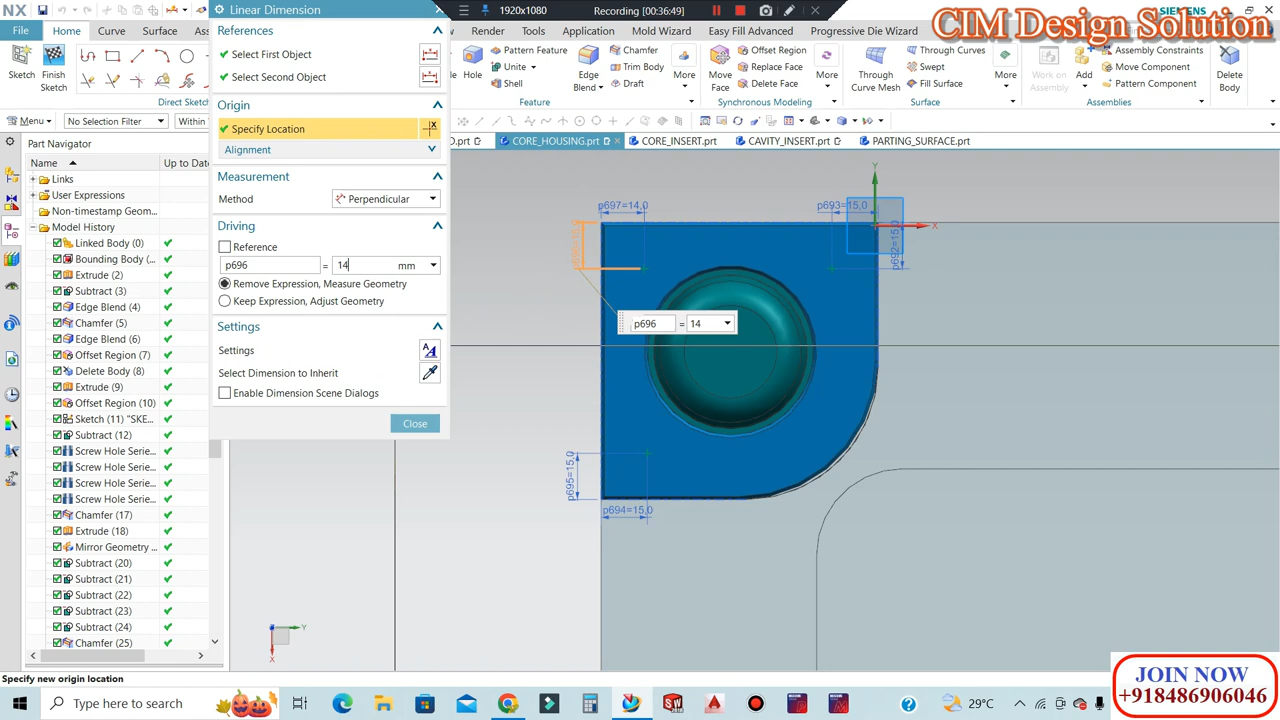 NX
Linear Dimension
1920x1080
Recording [00:36:49]
SIEMENS
CIM Design Solution
File
Home
Curve
Surface
Render
Tools
Application
Mold Wizard
Easy Fill Advanced
Progressive Die Wizard
Sketch
Finish Sketch
Direct Sketch
Hole
Pattern Feature
Unite
Shell
Edge Blend
Chamfer
Trim Body
Draft
More
Feature
Move Face
Offset Region
Replace Face
Delete Face
More
Synchronous Modeling
Through Curve Mesh
Through Curves
Swept
Fill Surface
More
Surface
Work on Assembly
Add
Assembly Constraints
Move Component
Pattern Component
Assemblies
Delete Body
Menu
No Selection Filter
Within
D.prt
CORE_HOUSING.prt
CORE_INSERT.prt
CAVITY_INSERT.prt
PARTING_SURFACE.prt
Part Navigator
Name
Up to Date
Links
User Expressions
Non-timestamp Geom...
Model History
Linked Body (0)
Bounding Body (...
Extrude (2)
Subtract (3)
Edge Blend (4)
Chamfer (5)
Edge Blend (6)
Offset Region (7)
Delete Body (8)
Extrude (9)
Offset Region (10)
Sketch (11) "SKE...
Subtract (12)
Screw Hole Serie...
Screw Hole Serie...
Screw Hole Serie...
Screw Hole Serie...
Chamfer (17)
Extrude (18)
Mirror Geometry ...
Subtract (20)
Subtract (21)
Subtract (22)
Subtract (23)
Subtract (24)
Chamfer (25)
References
Select First Object
Select Second Object
Origin
Specify Location
Alignment
Measurement
Method
Perpendicular
Driving
Reference
p696 = 14 mm
Remove Expression, Measure Geometry
Keep Expression, Adjust Geometry
Settings
Settings
Select Dimension to Inherit
Enable Dimension Scene Dialogs
Close
p697=14,0
p693=15,0
Y
X
p692=15,0
p696 = 14
p695=15,0
p694=15,0
Y
X
Specify new origin location
Type here to search
29°C
JOIN NOW
+918486906046